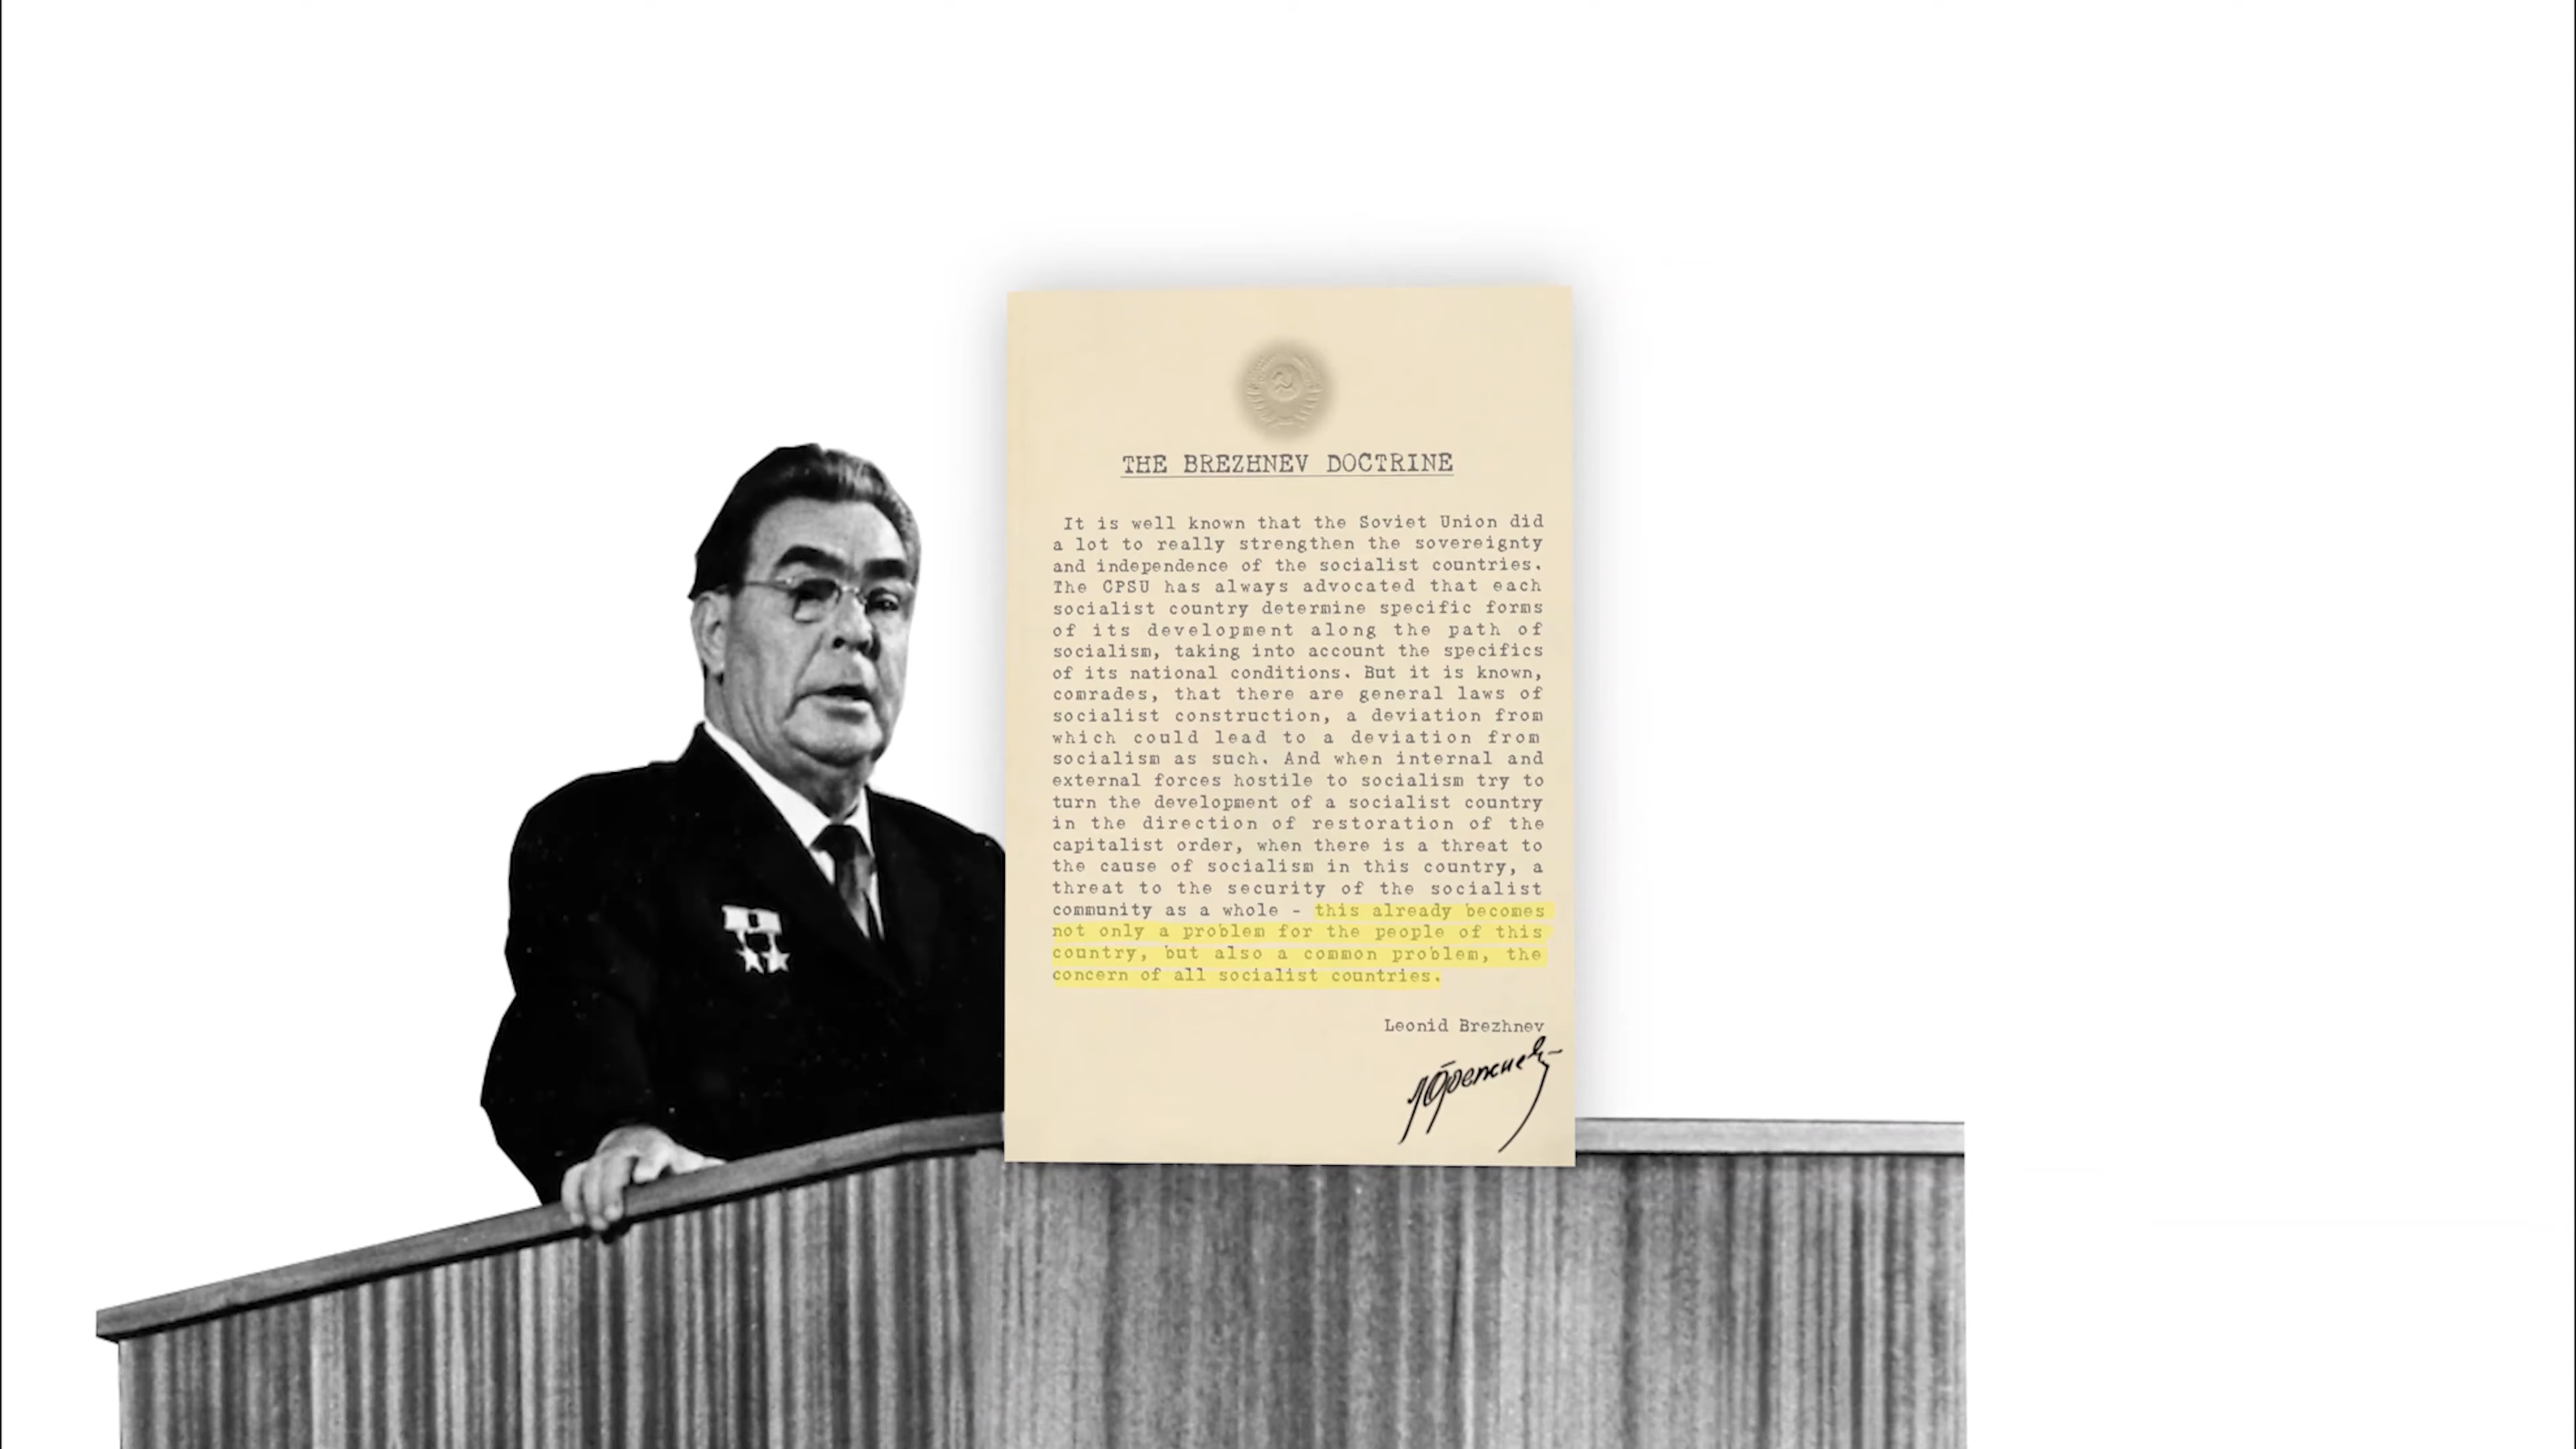 THE BREZHNEV DOCTRINE
It is well known that the Soviet Union did
a lot to really strengthen the sovereignty
and independence of the socialist countries.
The CPSU has always advocated that each
socialist country determine specific forms
of its development along the path of
socialism, taking into account the specifics
of its national conditions. But it is known,
comrades, that there are general laws of
socialist construction, a deviation from
which could lead to a deviation from
socialism as such. And when internal and
external forces hostile to socialism try to
turn the development of a socialist country
in the direction of restoration of the
capitalist order, when there is a threat to
the cause of socialism in this country, a
threat to the security of the socialist
community as a whole - this already becomes
not only a problem for the people of this
country, but also a common problem, the
concern of all socialist countries.
Leonid Brezhnev